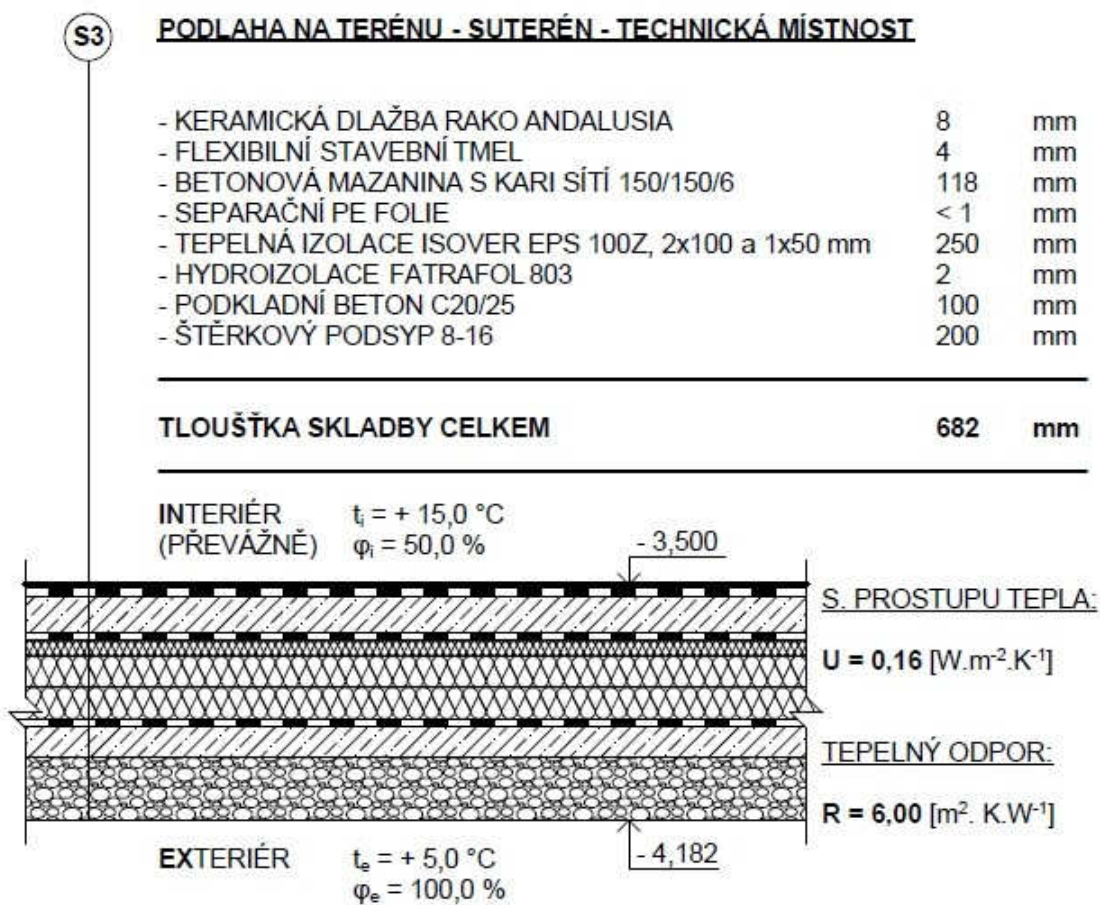 S3 PODLAHA NA TERÉNU - SUTERÉN - TECHNICKÁ MÍSTNOST
- KERAMICKÁ DLAŽBA RAKO ANDALUSIA 8 mm
- FLEXIBILNÍ STAVEBNÍ TMEL 4 mm
- BETONOVÁ MAZANINA S KARI SÍTÍ 150/150/6 118 mm
- SEPARAČNÍ PE FOLIE < 1 mm
- TEPELNÁ IZOLACE ISOVER EPS 100Z, 2x100 a 1x50 mm 250 mm
- HYDROIZOLACE FATRAFOL 803 2 mm
- PODKLADNÍ BETON C20/25 100 mm
- ŠTĚRKOVÝ PODSYP 8-16 200 mm
TLOUŠŤKA SKLADBY CELKEM 682 mm
INTERIÉR tᵢ = + 15,0 °C
(PŘEVÁŽNĚ) φᵢ = 50,0 %
- 3,500
S. PROSTUPU TEPLA:
U = 0,16 [W.m⁻².K⁻¹]
TEPELNÝ ODPOR:
R = 6,00 [m². K.W⁻¹]
EXTERIÉR tₑ = + 5,0 °C
φₑ = 100,0 %
- 4,182